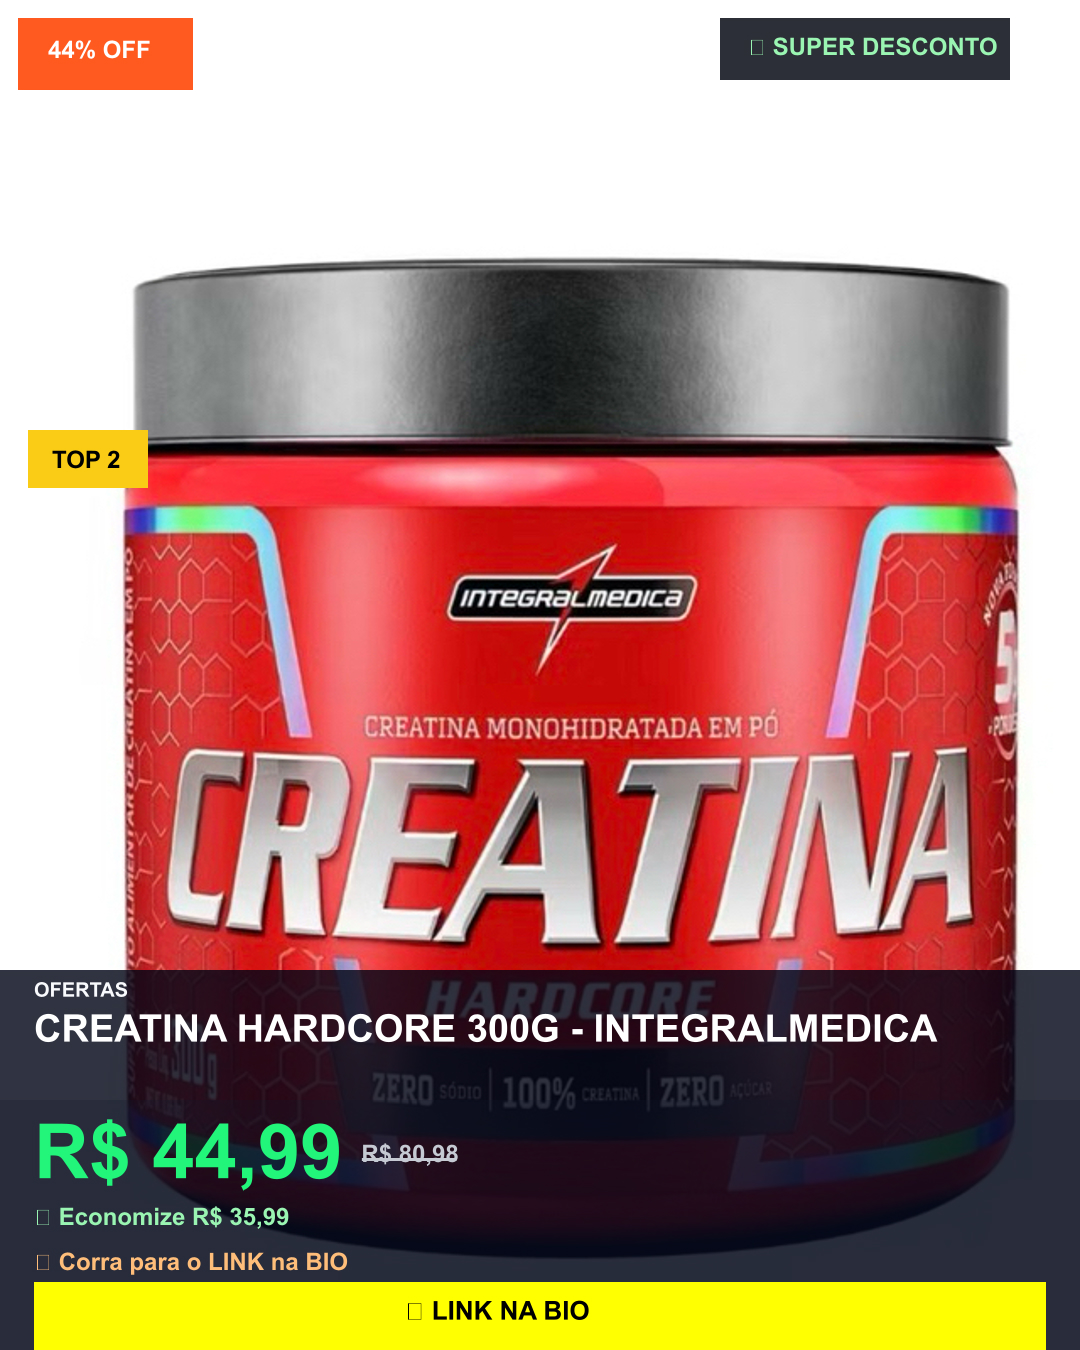 44% OFF
SUPER DESCONTO
TOP 2
INTEGRALMEDICA
CREATINA MONOHIDRATADA EM PÓ
CREATINA
HARDCORE
OFERTAS
CREATINA HARDCORE 300G - INTEGRALMEDICA
300g
ZERO SÓDIO | 100% CREATINA | ZERO AÇÚCAR
R$ 44,99 R$ 80,98
Economize R$ 35,99
Corra para o LINK na BIO
LINK NA BIO